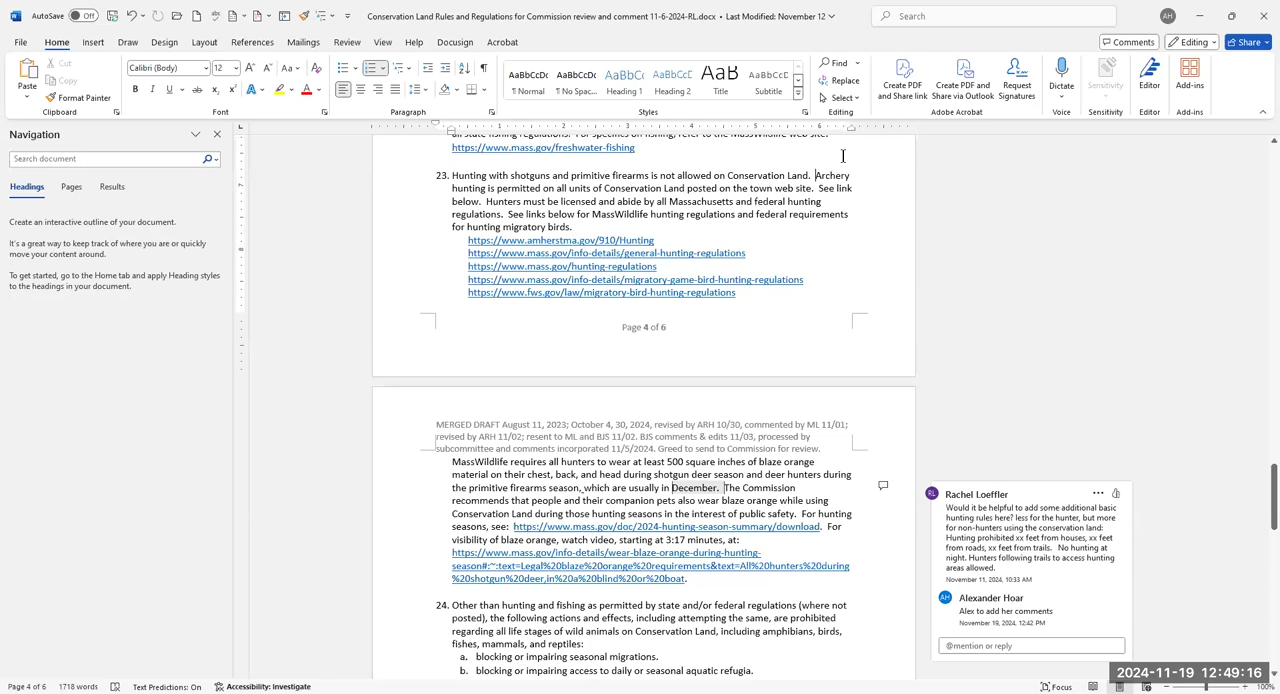 AutoSave Off
Conservation Land Rules and Regulations for Commission review and comment 11-6-2024-RL.docx • Last Modified: November 12
Search
AH
File Home Insert Draw Design Layout References Mailings Review View Help Docusign Acrobat
Comments Editing Share
Paste
Cut
Copy
Format Painter
Calibri (Body) 12
AaBbCcDc AaBbCcDc AaBbCc AaBbCcD AaB AaBbCcD
¶ Normal ¶ No Spac... Heading 1 Heading 2 Title Subtitle
Find
Replace
Select
Create PDF and Share link
Create PDF and Share via Outlook
Request Signatures
Dictate
Sensitivity
Editor
Add-ins
Clipboard Font Paragraph Styles Editing Adobe Acrobat Voice Sensitivity Editor Add-ins
Navigation
Search document
Headings Pages Results
Create an interactive outline of your document.
It's a great way to keep track of where you are or quickly
move your content around.
To get started, go to the Home tab and apply Heading styles
to the headings in your document.
all state fishing regulations. For specifics on fishing, refer to the MassWildlife web site:
https://www.mass.gov/freshwater-fishing
23. Hunting with shotguns and primitive firearms is not allowed on Conservation Land. Archery
hunting is permitted on all units of Conservation Land posted on the town web site. See link
below. Hunters must be licensed and abide by all Massachusetts and federal hunting
regulations. See links below for MassWildlife hunting regulations and federal requirements
for hunting migratory birds.
https://www.amherstma.gov/910/Hunting
https://www.mass.gov/info-details/general-hunting-regulations
https://www.mass.gov/hunting-regulations
https://www.mass.gov/info-details/migratory-game-bird-hunting-regulations
https://www.fws.gov/law/migratory-bird-hunting-regulations
Page 4 of 6
MERGED DRAFT August 11, 2023; October 4, 30, 2024, revised by ARH 10/30, commented by ML 11/01;
revised by ARH 11/02; resent to ML and BJS 11/02. BJS comments & edits 11/03, processed by
subcommittee and comments incorporated 11/5/2024. Greed to send to Commission for review.
MassWildlife requires all hunters to wear at least 500 square inches of blaze orange
material on their chest, back, and head during shotgun deer season and deer hunters during
the primitive firearms season, which are usually in December. The Commission
recommends that people and their companion pets also wear blaze orange while using
Conservation Land during those hunting seasons in the interest of public safety. For hunting
seasons, see: https://www.mass.gov/doc/2024-hunting-season-summary/download. For
visibility of blaze orange, watch video, starting at 3:17 minutes, at:
https://www.mass.gov/info-details/wear-blaze-orange-during-hunting-
season#:~:text=Legal%20blaze%20orange%20requirements&text=All%20hunters%20during
%20shotgun%20deer,in%20a%20blind%20or%20boat.
24. Other than hunting and fishing as permitted by state and/or federal regulations (where not
posted), the following actions and effects, including attempting the same, are prohibited
regarding all life stages of wild animals on Conservation Land, including amphibians, birds,
fishes, mammals, and reptiles:
a. blocking or impairing seasonal migrations.
b. blocking or impairing access to daily or seasonal aquatic refugia.
RL Rachel Loeffler
Would it be helpful to add some additional basic
hunting rules here? less for the hunter, but more
for non-hunters using the conservation land:
Hunting prohibited xx feet from houses, xx feet
from roads, xx feet from trails. No hunting at
night. Hunters following trails to access hunting
areas allowed.
November 11, 2024, 10:33 AM
AH Alexander Hoar
Alex to add her comments
November 19, 2024, 12:42 PM
@mention or reply
2024-11-19 12:49:16
Page 4 of 6 1718 words Text Predictions: On Accessibility: Investigate Focus 100%